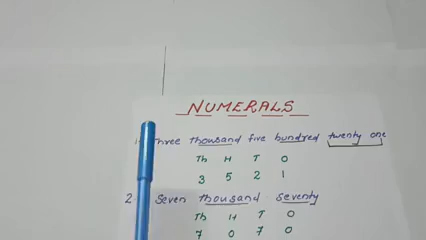 NUMERALS
Three thousand five hundred twenty one
Th H T O
3 5 2 1
2 Seven thousand seventy
Th H T O
7 0 7 0